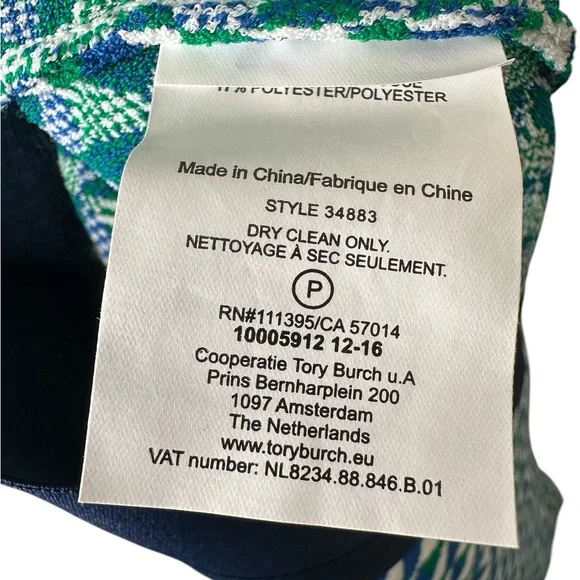 17% POLYESTER/POLYESTER
Made in China/Fabrique en Chine
STYLE 34883
DRY CLEAN ONLY.
NETTOYAGE À SEC SEULEMENT.
P
RN#111395/CA 57014
10005912 12-16
Cooperatie Tory Burch u.A
Prins Bernharplein 200
1097 Amsterdam
The Netherlands
www.toryburch.eu
VAT number: NL8234.88.846.B.01